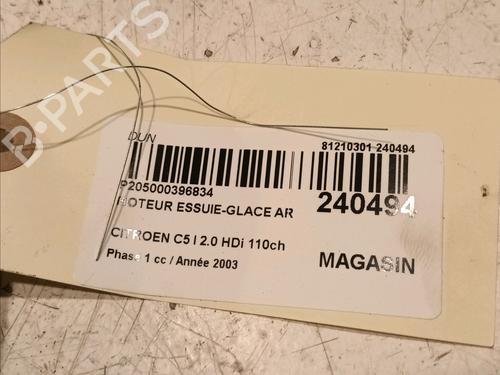 B-PARTS
DUN
81210301 240494
P205000396834
MOTEUR ESSUIE-GLACE AR
240494
CITROEN C5 I 2.0 HDi 110ch
Phase 1 cc / Année 2003
MAGASIN